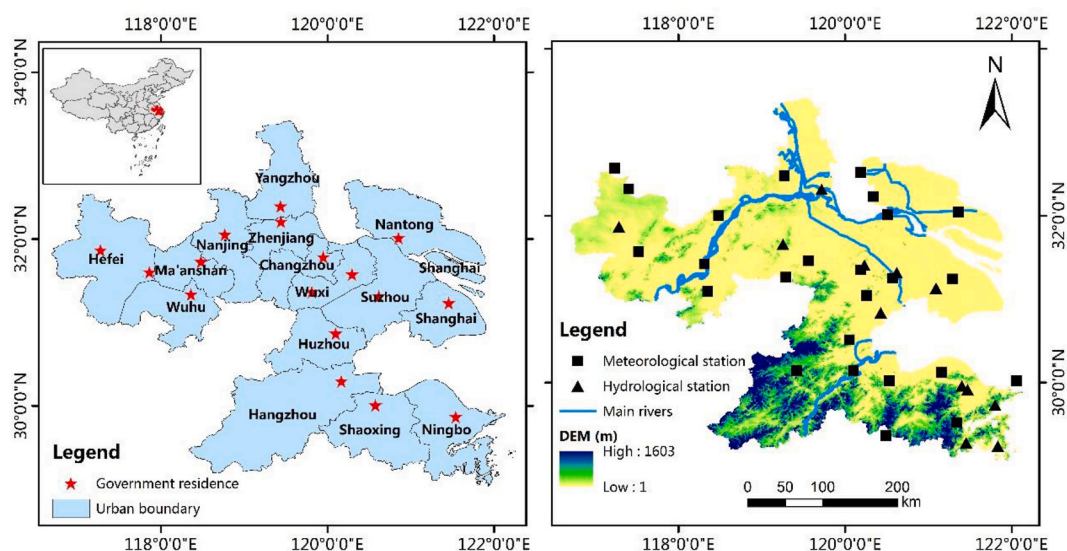 118°0'0"E 120°0'0"E 122°0'0"E
34°0'0"N
32°0'0"N
30°0'0"N
Yangzhou
Nantong
Zhenjiang
Nanjing
Hefei
Ma'anshan
Changzhou
Shanghai
Wuxi
Suzhou
Wuhu
Shanghai
Huzhou
Hangzhou
Shaoxing
Ningbo
Legend
Government residence
Urban boundary
118°0'0"E 120°0'0"E 122°0'0"E
118°0'0"E 120°0'0"E 122°0'0"E
N
34°0'0"N
32°0'0"N
30°0'0"N
Legend
Meteorological station
Hydrological station
Main rivers
DEM (m)
High : 1603
Low : 1
0 50 100 200
km
118°0'0"E 120°0'0"E 122°0'0"E